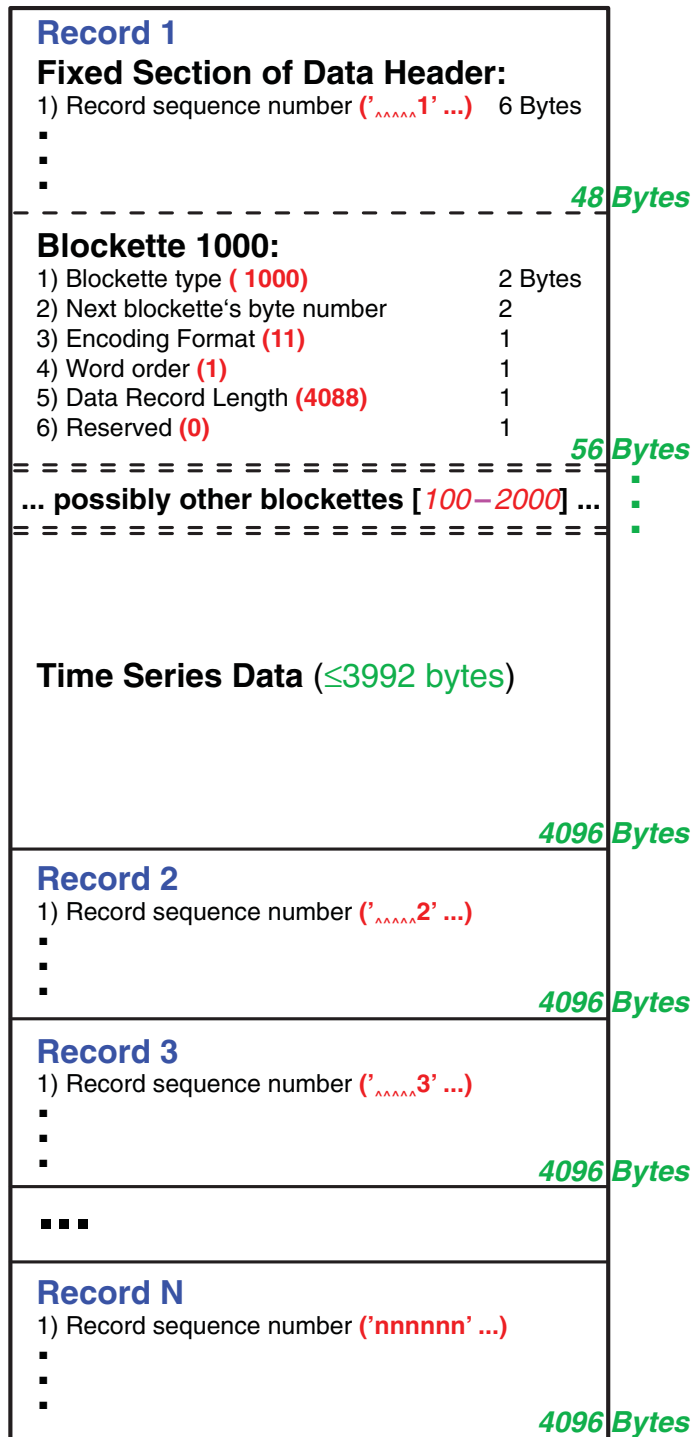 Record 1
Fixed Section of Data Header:
1) Record sequence number ('^^^^^1' ...) 6 Bytes
48 Bytes
Blockette 1000:
1) Blockette type ( 1000) 2 Bytes
2) Next blockette‘s byte number 2
3) Encoding Format (11) 1
4) Word order (1) 1
5) Data Record Length (4088) 1
6) Reserved (0) 1
56 Bytes
... possibly other blockettes [100–2000] ...
Time Series Data (≤3992 bytes)
4096 Bytes
Record 2
1) Record sequence number (’^^^^^2’ ...)
4096 Bytes
Record 3
1) Record sequence number (’^^^^^3’ ...)
4096 Bytes
...
Record N
1) Record sequence number (’nnnnnn’ ...)
4096 Bytes